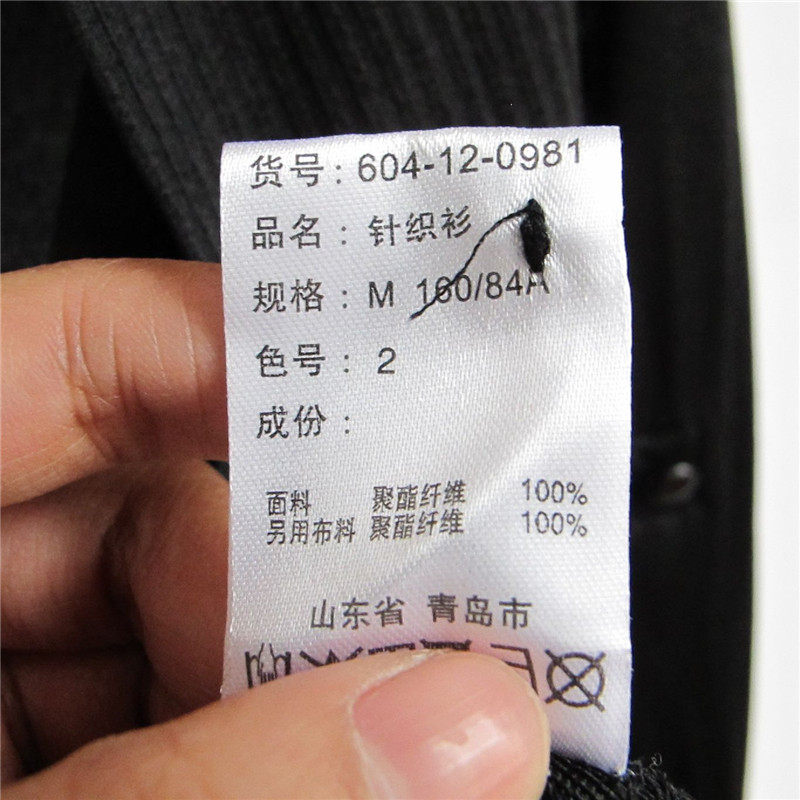 货号：604-12-0981
品名：针织衫
规格：M 160/84A
色号：2
成份：
面料 聚酯纤维 100%
另用布料 聚酯纤维 100%
山东省 青岛市